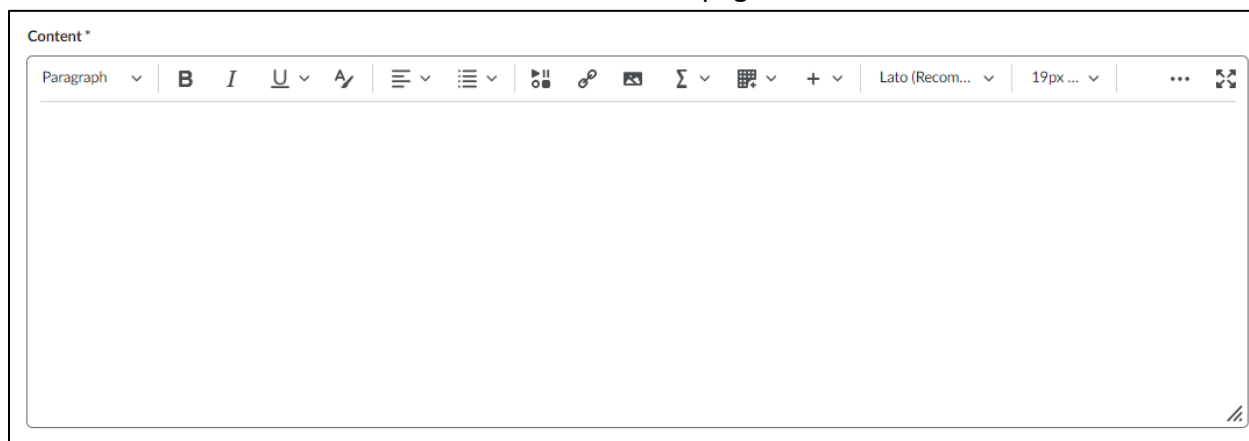 Content *
Paragraph B I U A Σ + Lato (Recom... 19px ... ...